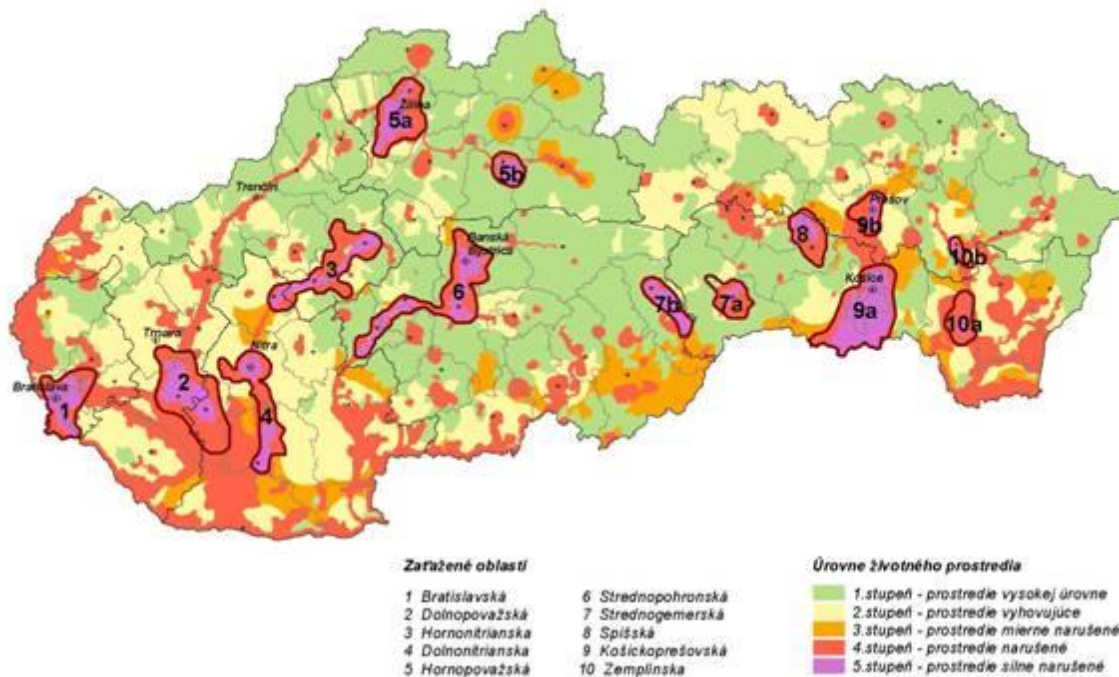 Žilina
5a
5b
Trenčín
Prešov
9b
8
Banská
Bystrica
10b
3
Košice
6
7b
7a
9a
10a
Trnava
Nitra
2
Bratislava
1
4
Zaťažené oblasti
1 Bratislavská
2 Dolnopovažská
3 Hornonitrianska
4 Dolnonitrianska
5 Hornopovažská
6 Strednopohronská
7 Strednogemerská
8 Spišská
9 Košickoprešovská
10 Zemplínska
Úrovne životného prostredia
1.stupeň - prostredie vysokej úrovne
2.stupeň - prostredie vyhovujúce
3.stupeň - prostredie mierne narušené
4.stupeň - prostredie narušené
5.stupeň - prostredie silne narušené